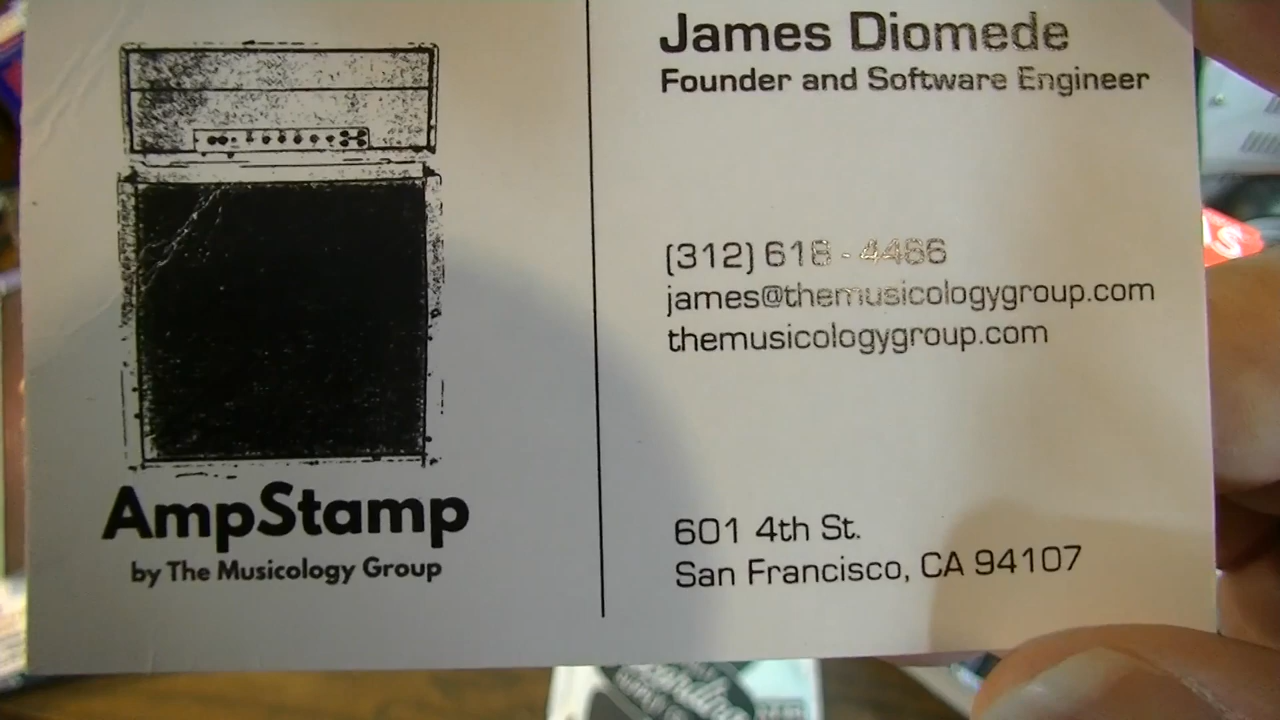 James Diomede
Founder and Software Engineer
(312) 618 - 4486
james@themusicologygroup.com
themusicologygroup.com
601 4th St.
San Francisco, CA 94107
AmpStamp
by The Musicology Group